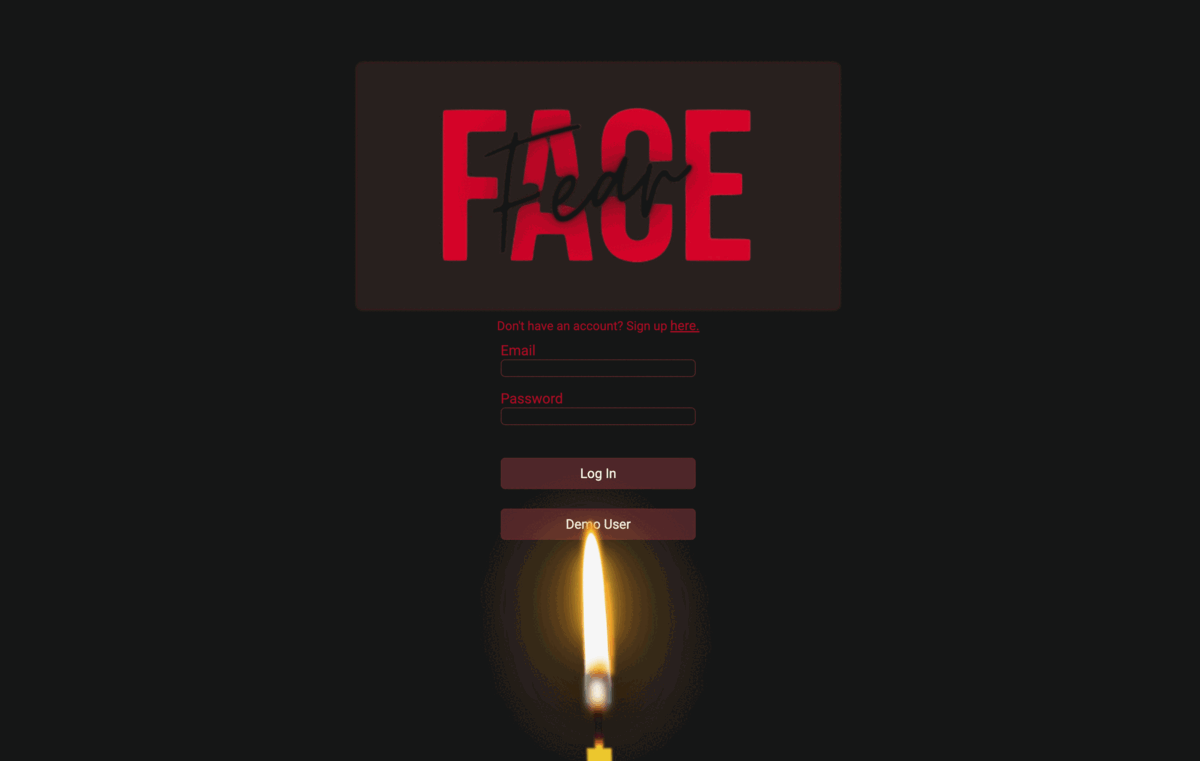 FACE
Fear
Don't have an account? Sign up here.
Email
Password
Log In
Demo User